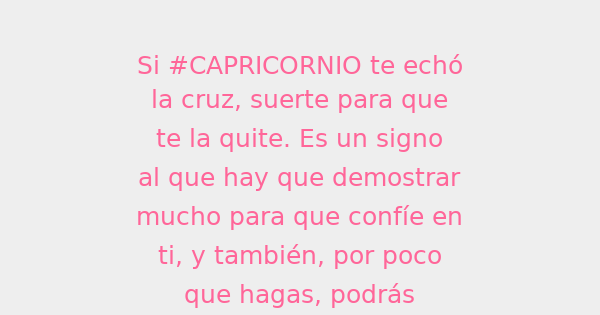 Si #CAPRICORNIO te echó
la cruz, suerte para que
te la quite. Es un signo
al que hay que demostrar
mucho para que confíe en
ti, y también, por poco
que hagas, podrás